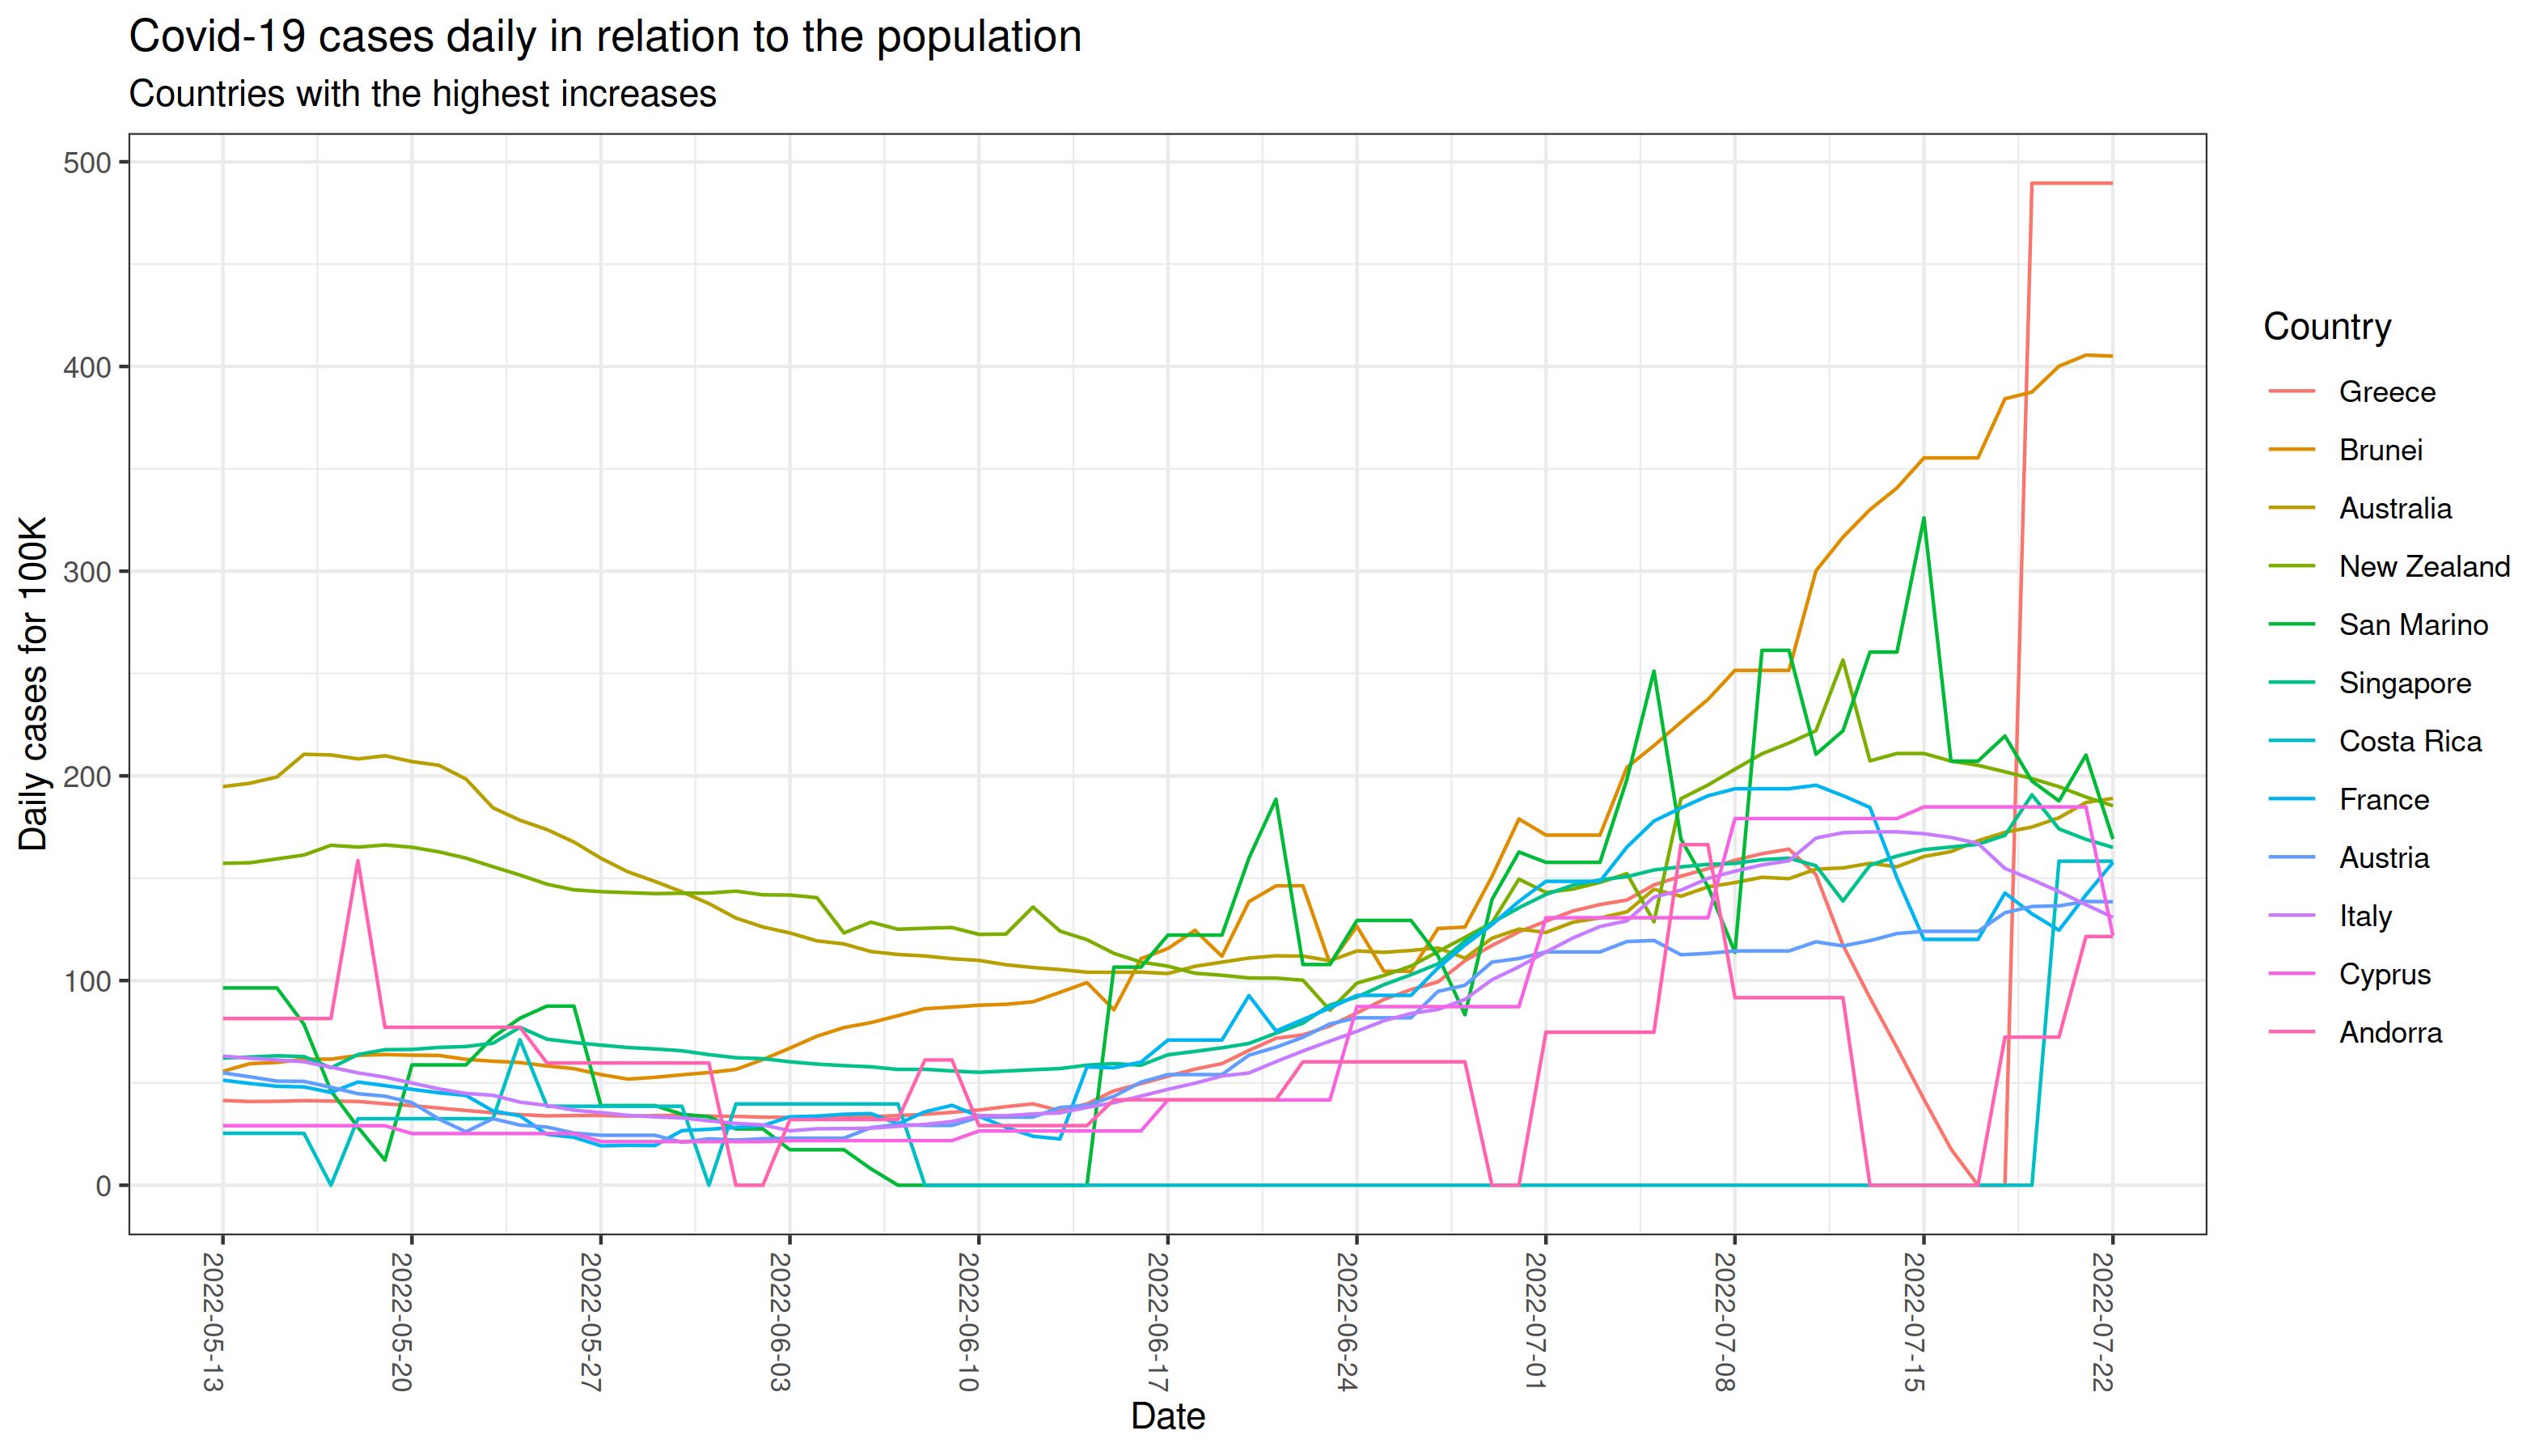 Covid-19 cases daily in relation to the population
Countries with the highest increases
Daily cases for 100K
500
400
300
200
100
0
2022-05-13
2022-05-20
2022-05-27
2022-06-03
2022-06-10
2022-06-17
2022-06-24
2022-07-01
2022-07-08
2022-07-15
2022-07-22
Date
Country
Greece
Brunei
Australia
New Zealand
San Marino
Singapore
Costa Rica
France
Austria
Italy
Cyprus
Andorra